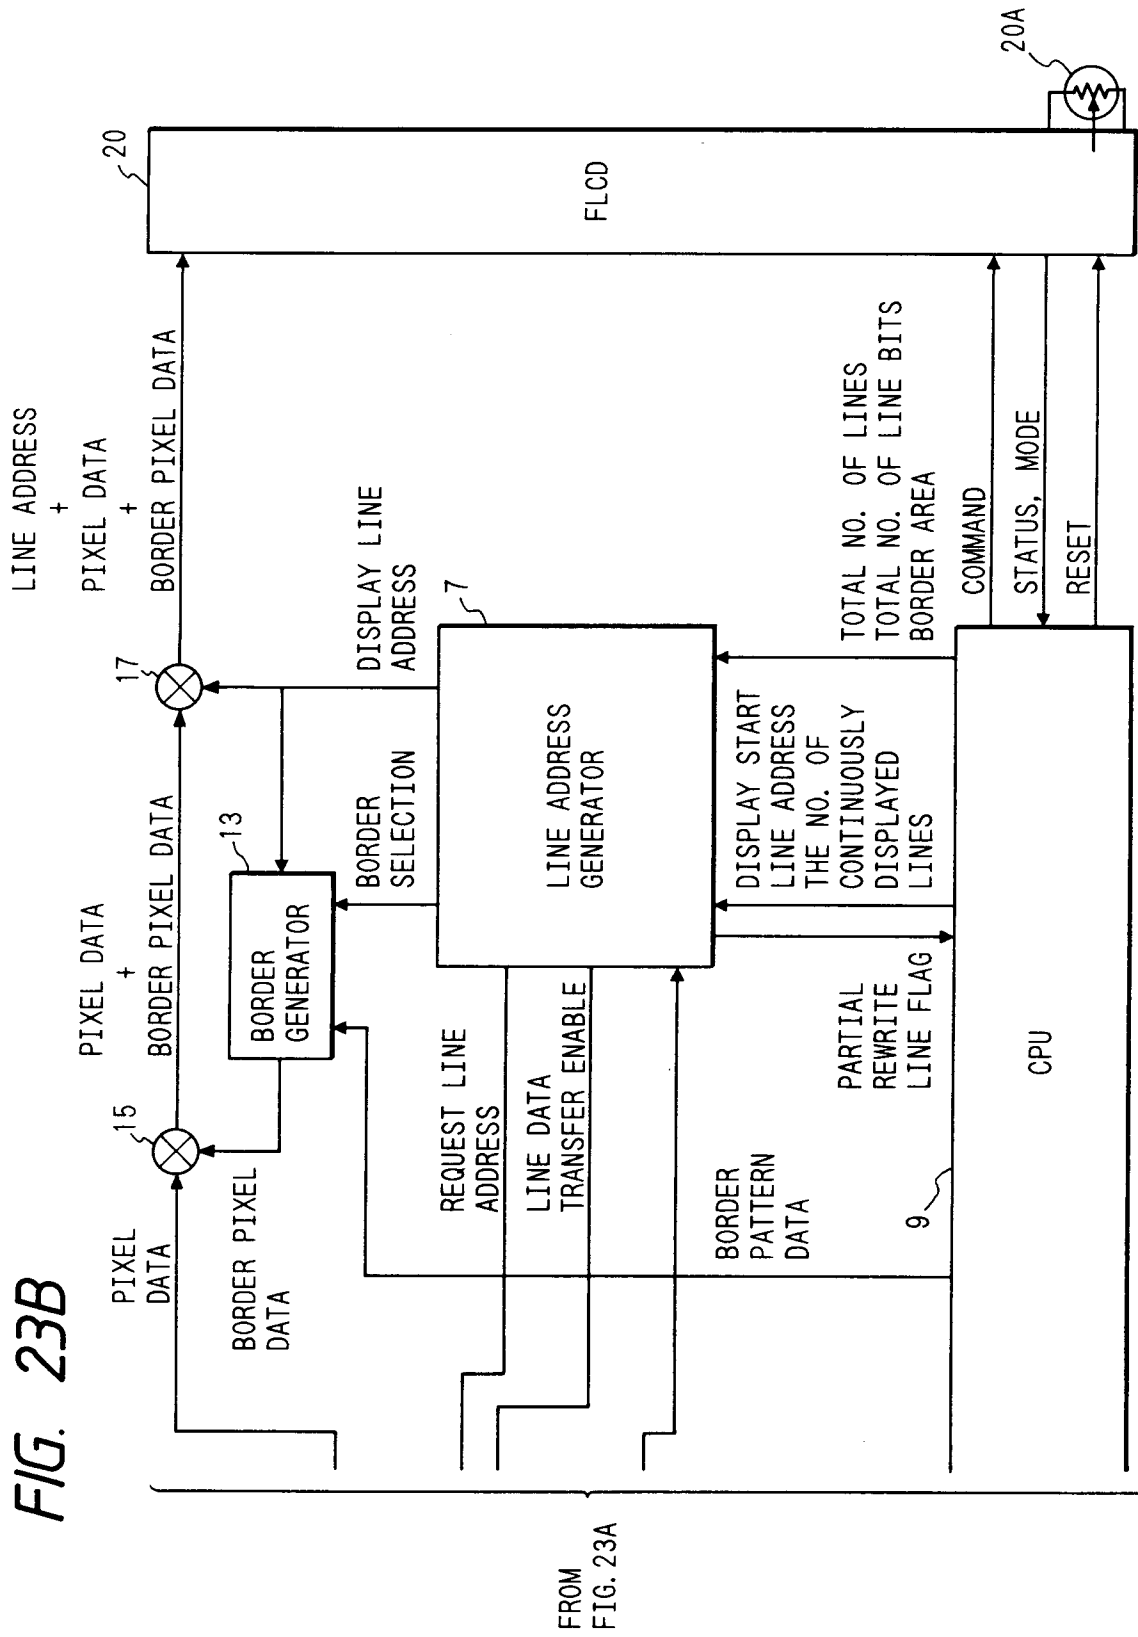 FIG. 23B
LINE ADDRESS
+
PIXEL DATA
+
BORDER PIXEL DATA
PIXEL DATA
+
BORDER PIXEL DATA
PIXEL
DATA
15
17
20
BORDER PIXEL
DATA
13
BORDER
GENERATOR
BORDER
SELECTION
DISPLAY LINE
ADDRESS
FLCD
REQUEST LINE
ADDRESS
LINE DATA
TRANSFER ENABLE
7
LINE ADDRESS
GENERATOR
FROM
FIG. 23A
BORDER
PATTERN
DATA
PARTIAL
REWRITE
LINE FLAG
DISPLAY START
LINE ADDRESS
THE NO. OF
CONTINUOUSLY
DISPLAYED
LINES
TOTAL NO. OF LINES
TOTAL NO. OF LINE BITS
BORDER AREA
9
CPU
COMMAND
STATUS, MODE
RESET
20A